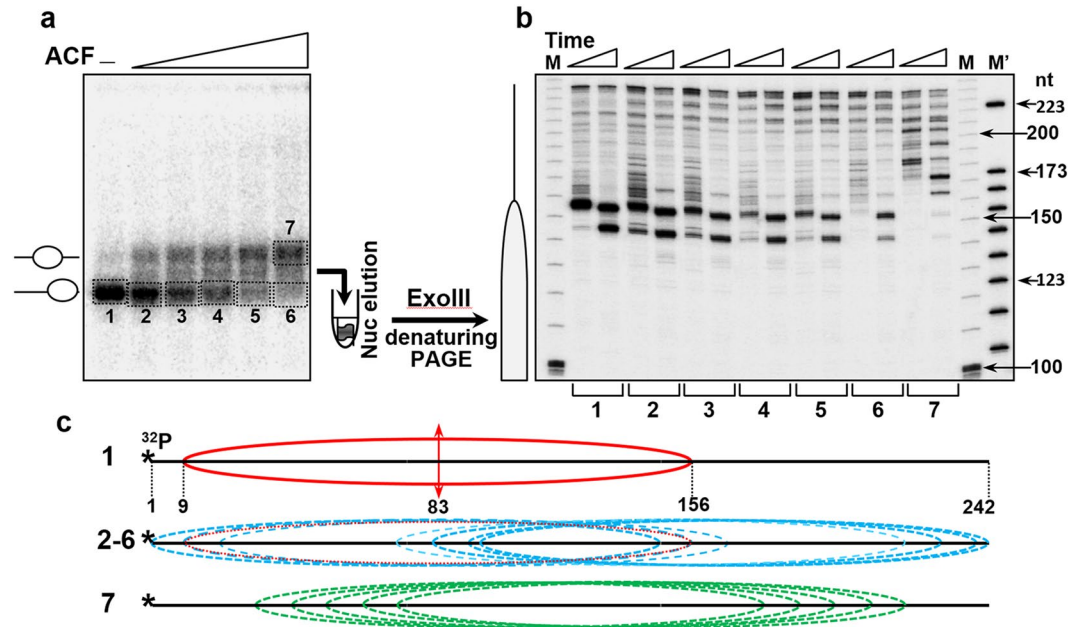 a
ACF –
7
1 2 3 4 5 6
Nuc elution
ExoIII
denaturing
PAGE
b
Time
M M M' nt
223
200
173
150
123
100
1 2 3 4 5 6 7
c
1 * 32P
1 9 83 156 242
2-6 *
7 *